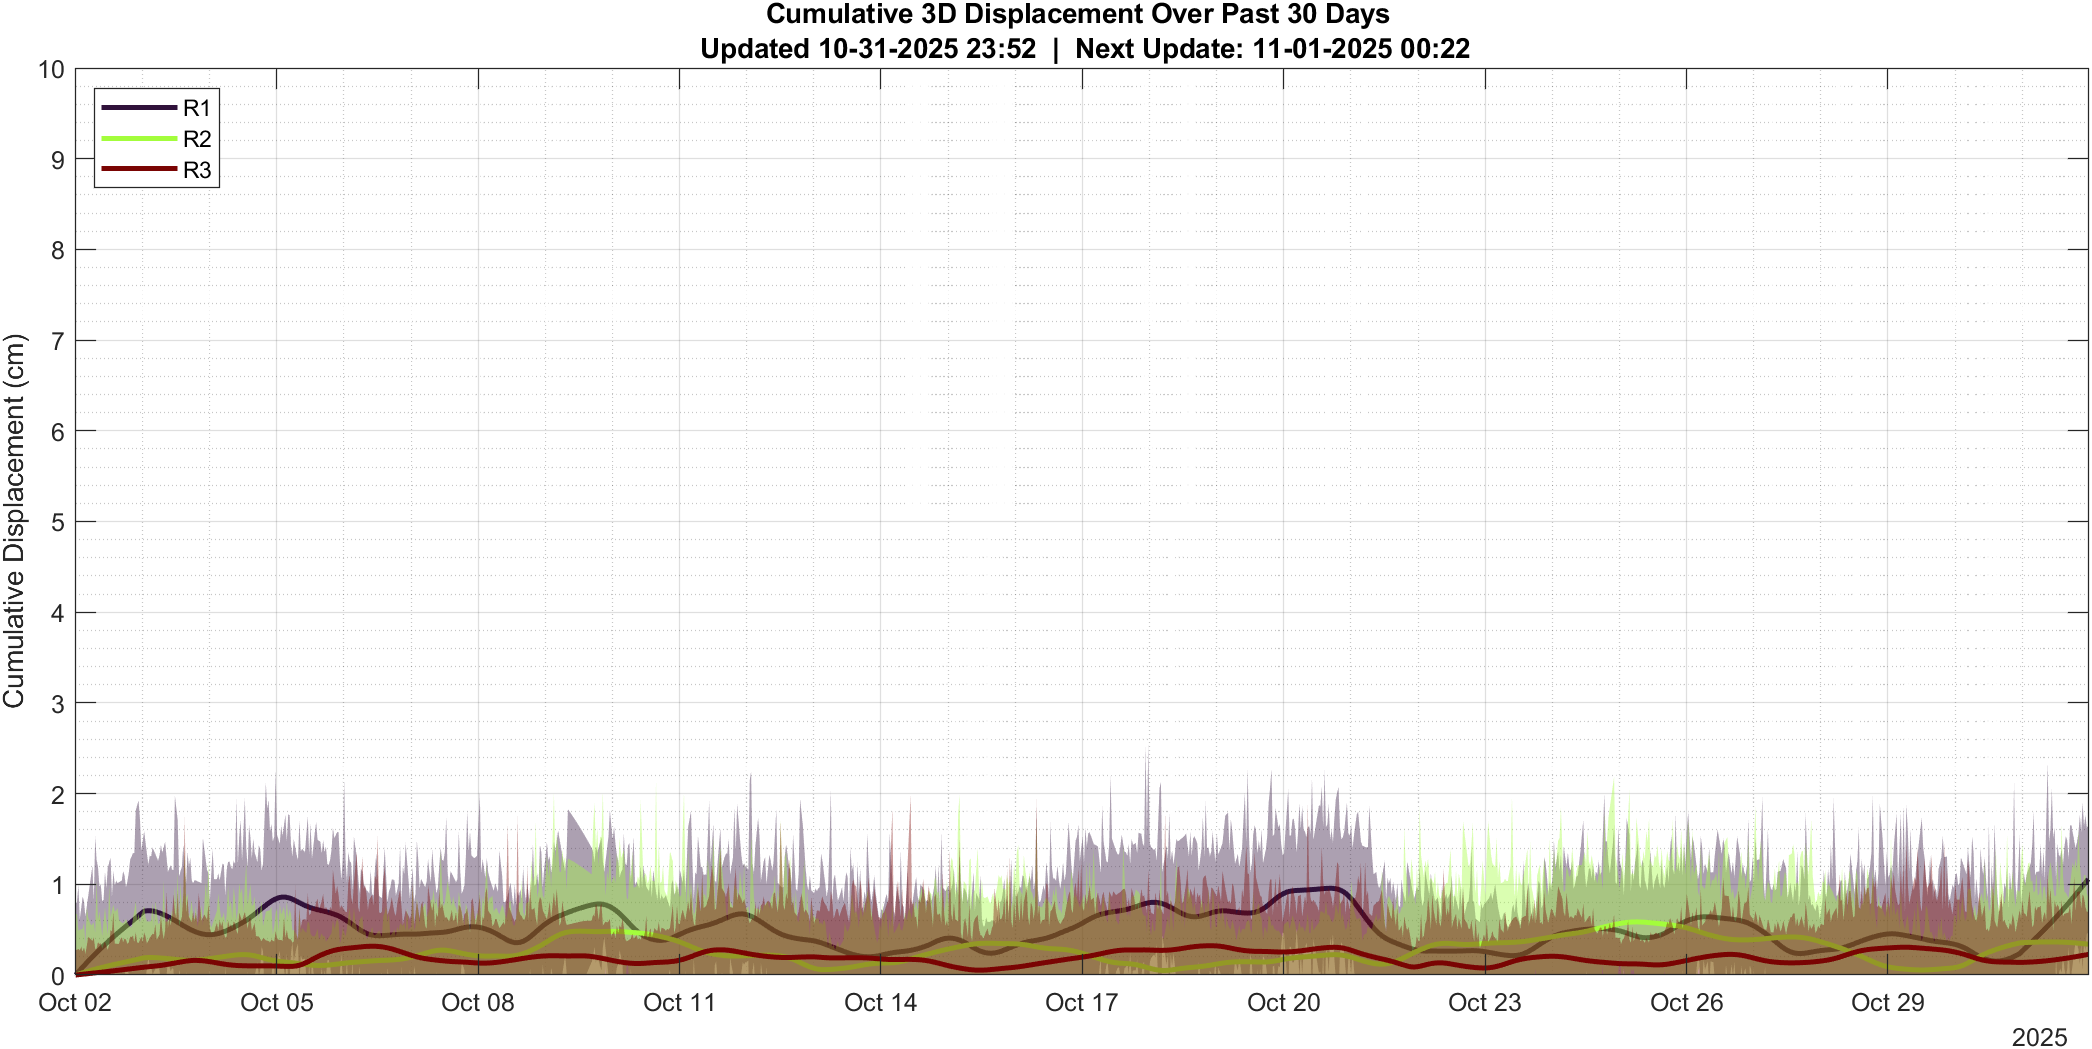 Cumulative 3D Displacement Over Past 30 Days
Updated 10-31-2025 23:52 | Next Update: 11-01-2025 00:22
R1
R2
R3
Cumulative Displacement (cm)
10
9
8
7
6
5
4
3
2
1
0
Oct 02
Oct 05
Oct 08
Oct 11
Oct 14
Oct 17
Oct 20
Oct 23
Oct 26
Oct 29
2025